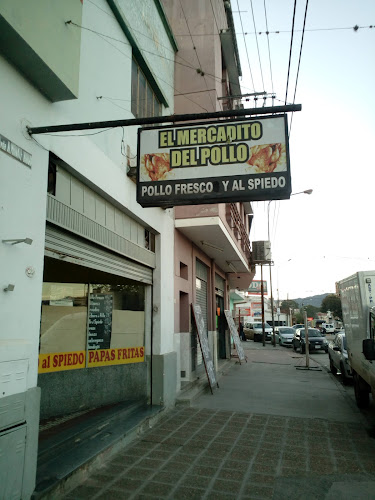 EL MERCADITO
DEL POLLO
POLLO FRESCO Y AL SPIEDO
al SPIEDO PAPAS FRITAS